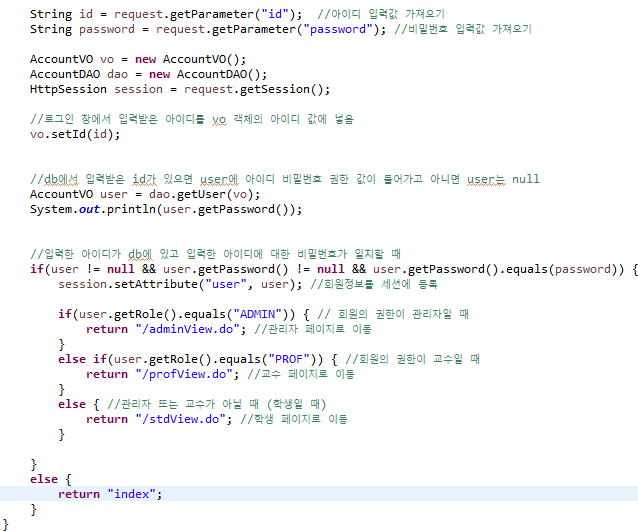 String id = request.getParameter("id");  //아이디 입력값 가져오기
String password = request.getParameter("password"); //비밀번호 입력값 가져오기
AccountVO vo = new AccountVO();
AccountDAO dao = new AccountDAO();
HttpSession session = request.getSession();
//로그인 창에서 입력받은 아이디를 vo 객체의 아이디 값에 넣음
vo.setId(id);
//db에서 입력받은 id가 있으면 user에 아이디 비밀번호 권한 값이 들어가고 아니면 user는 null
AccountVO user = dao.getUser(vo);
System.out.println(user.getPassword());
//입력한 아이디가 db에 있고 입력한 아이디에 대한 비밀번호가 일치할 때
if(user != null && user.getPassword() != null && user.getPassword().equals(password)) {
session.setAttribute("user", user); //회원정보를 세션에 등록
if(user.getRole().equals("ADMIN")) { // 회원의 권한이 관리자일 때
return "/adminView.do"; //관리자 페이지로 이동
}
else if(user.getRole().equals("PROF")) { //회원의 권한이 교수일 때
return "/profView.do"; //교수 페이지로 이동
}
else { //관리자 또는 교수가 아닐 때 (학생일 때)
return "/stdView.do"; //학생 페이지로 이동
}
}
else {
return "index";
}
}